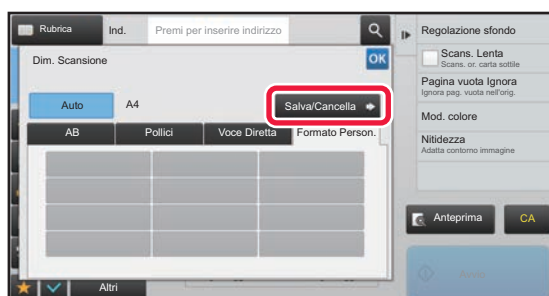 Rubrica
Ind.
Premi per inserire indirizzo
Dim. Scansione
OK
Auto
A4
Salva/Cancella
AB
Pollici
Voce Diretta
Formato Person.
Altri
Regolazione sfondo
Scans. Lenta
Scans. or. carta sottile
Pagina vuota Ignora
Ignora pag. vuota nell'orig.
Mod. colore
Nitidezza
Adatta contorno immagine
Anteprima
CA